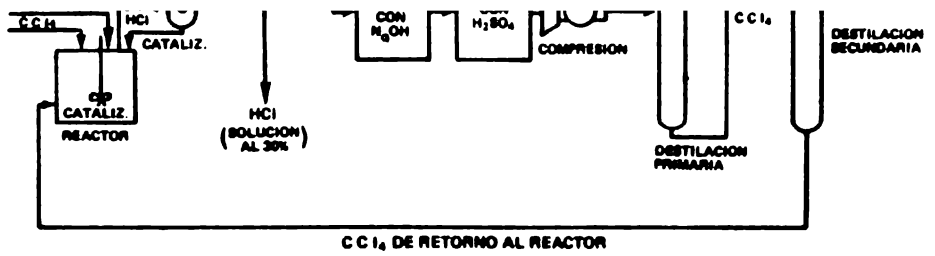 HCl
CATALIZ.
CATALIZ.
REACTOR
HCl
(SOLUCION
AL 30%)
CON
NaOH
CON
H₂SO₄
COMPRESION
CCl₄
DESTILACION
PRIMARIA
DESTILACION
SECUNDARIA
CCl₄ DE RETORNO AL REACTOR